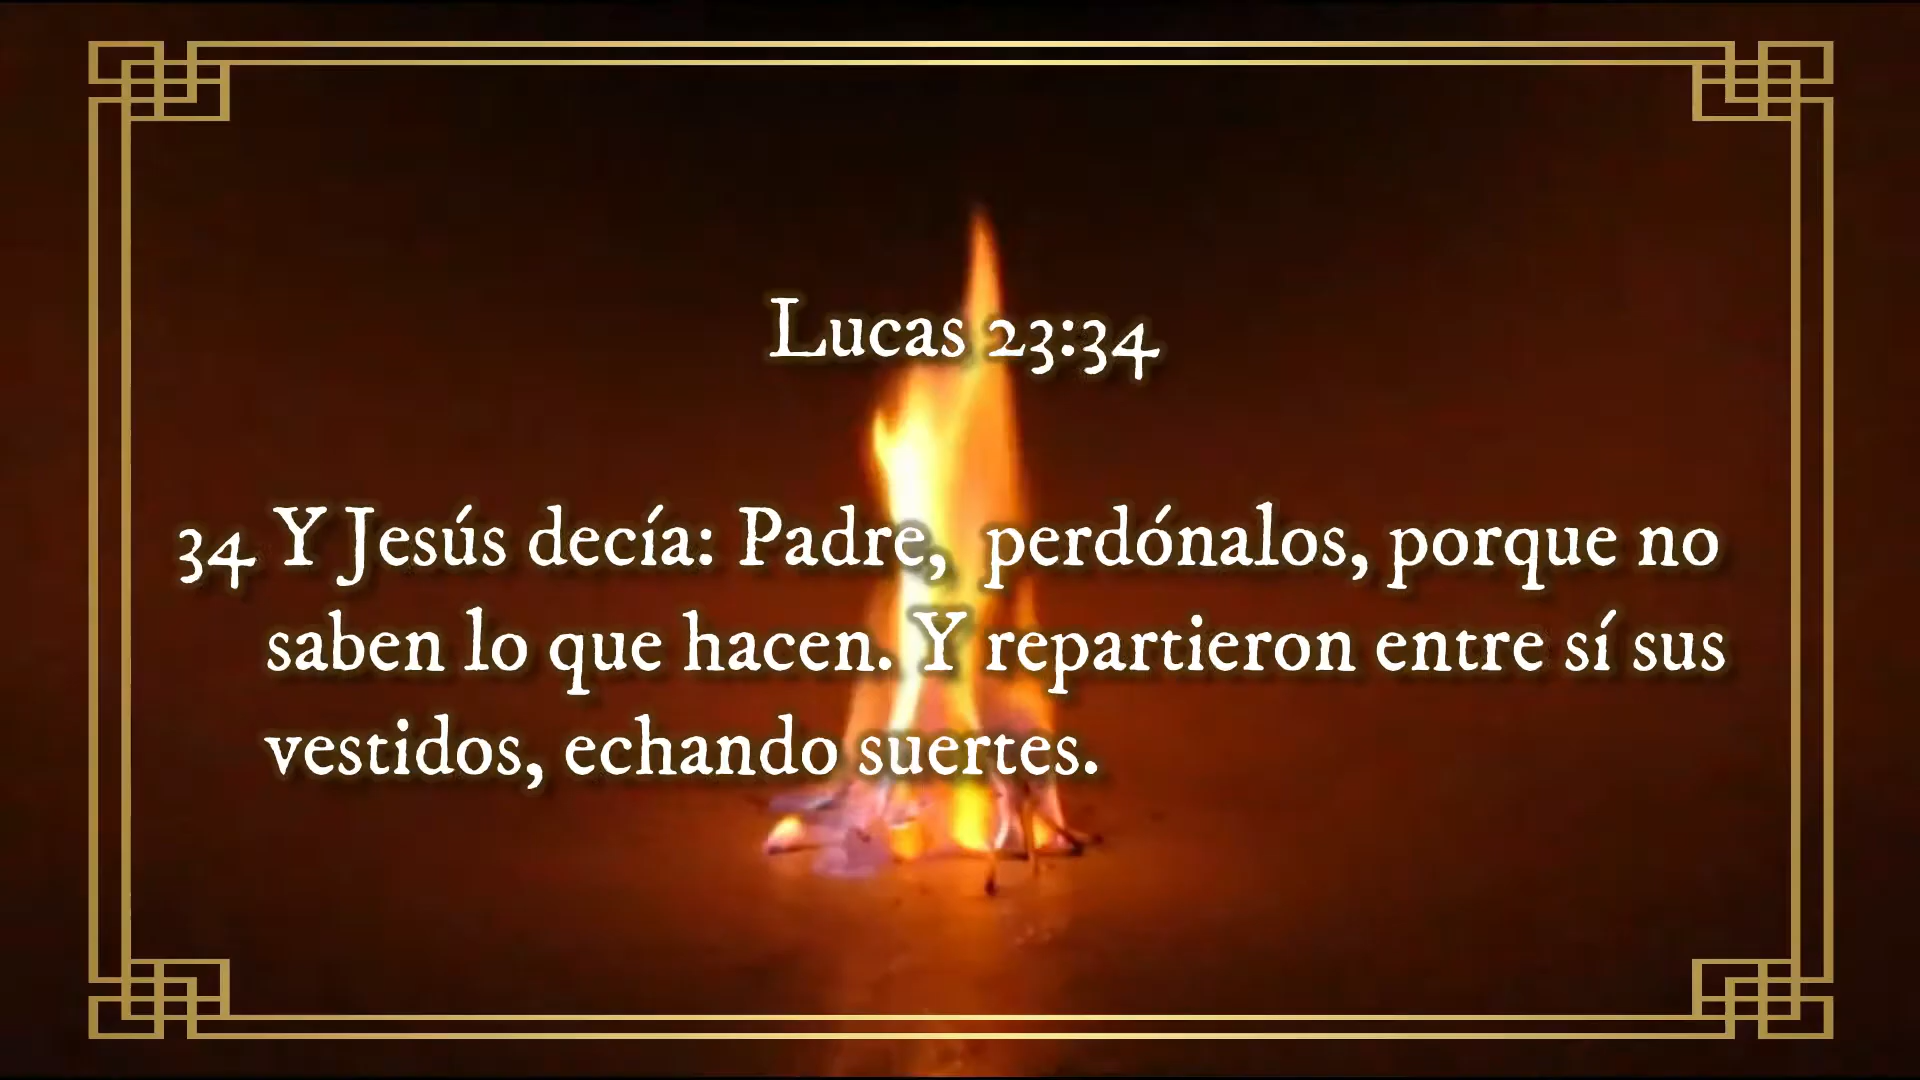 Lucas 23:34
34 Y Jesús decía: Padre, perdónalos, porque no
saben lo que hacen. Y repartieron entre sí sus
vestidos, echando suertes.